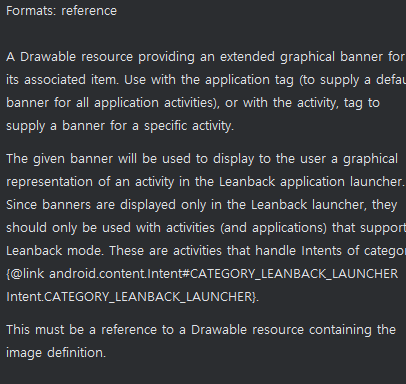 Formats: reference
A Drawable resource providing an extended graphical banner for
its associated item. Use with the application tag (to supply a defau
banner for all application activities), or with the activity, tag to
supply a banner for a specific activity.
The given banner will be used to display to the user a graphical
representation of an activity in the Leanback application launcher.
Since banners are displayed only in the Leanback launcher, they
should only be used with activities (and applications) that support
Leanback mode. These are activities that handle Intents of categor
{@link android.content.Intent#CATEGORY_LEANBACK_LAUNCHER
Intent.CATEGORY_LEANBACK_LAUNCHER}.
This must be a reference to a Drawable resource containing the
image definition.